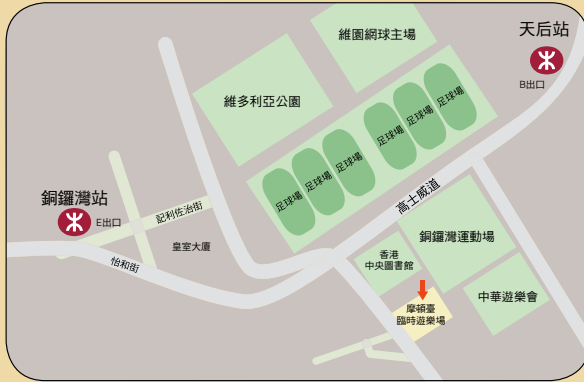 維園網球主場
天后站
B出口
維多利亞公園
足球場
足球場
足球場
足球場
足球場
足球場
高士威道
銅鑼灣站
E出口
記利佐治街
皇室大廈
怡和街
銅鑼灣運動場
香港
中央圖書館
中華遊樂會
摩頓臺
臨時遊樂場